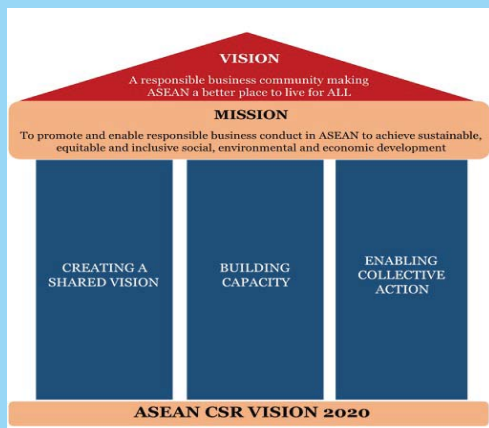 VISION
A responsible business community making
ASEAN a better place to live for ALL
MISSION
To promote and enable responsible business conduct in ASEAN to achieve sustainable,
equitable and inclusive social, environmental and economic development
CREATING A
SHARED VISION
BUILDING
CAPACITY
ENABLING
COLLECTIVE
ACTION
ASEAN CSR VISION 2020